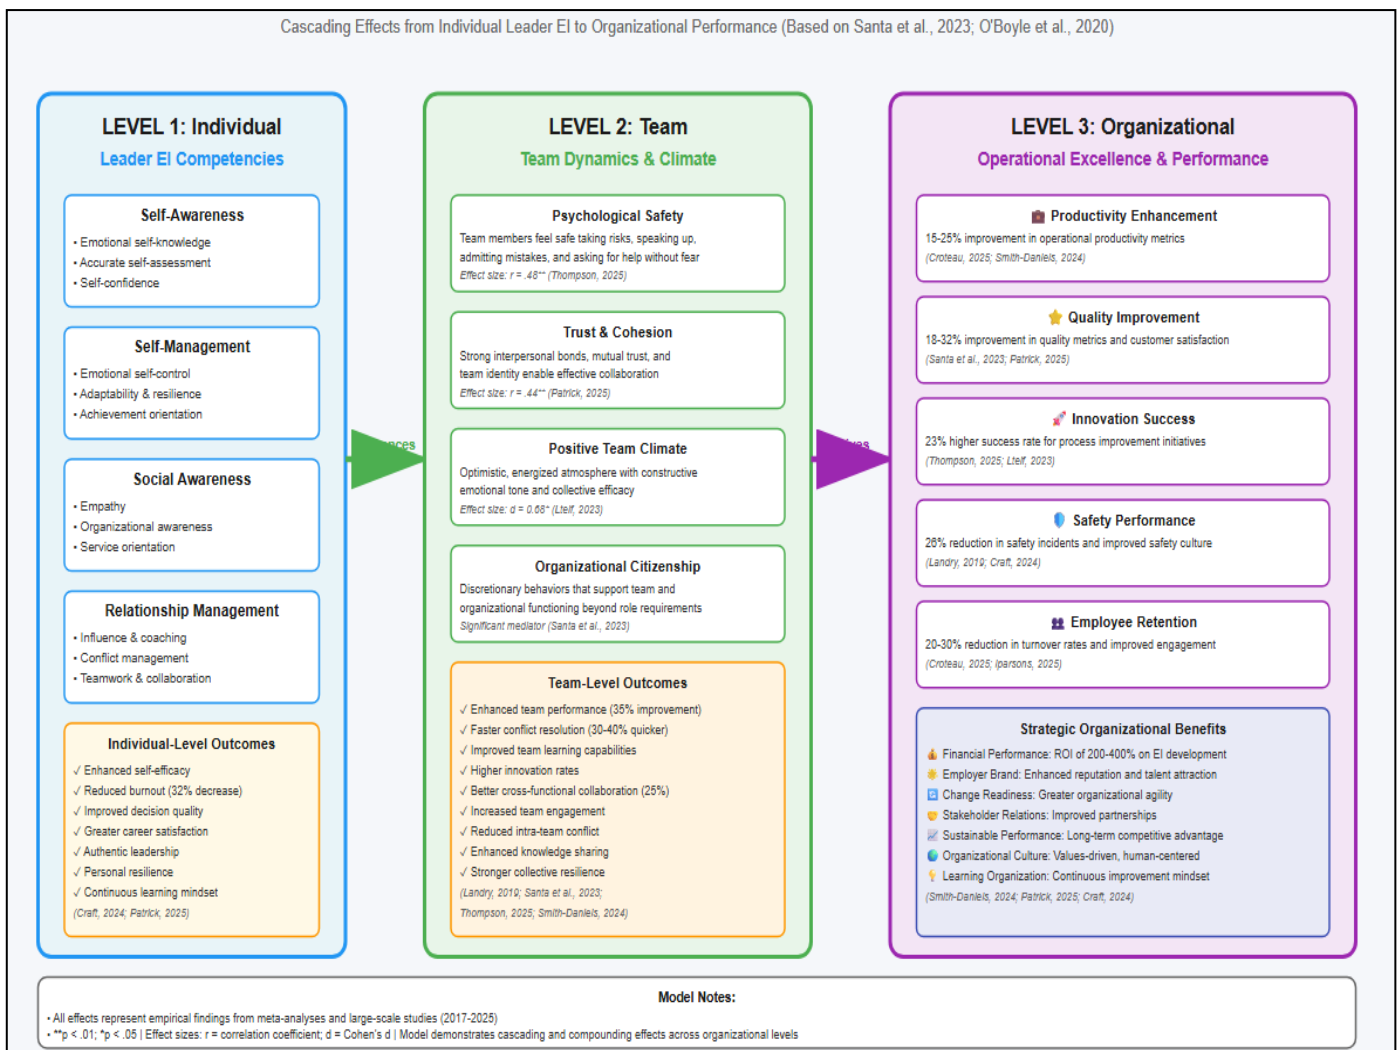 Cascading Effects from Individual Leader EI to Organizational Performance (Based on Santa et al., 2023; O'Boyle et al., 2020)
LEVEL 1: Individual
Leader EI Competencies
Self-Awareness
• Emotional self-knowledge
• Accurate self-assessment
• Self-confidence
Self-Management
• Emotional self-control
• Adaptability & resilience
• Achievement orientation
Social Awareness
• Empathy
• Organizational awareness
• Service orientation
Relationship Management
• Influence & coaching
• Conflict management
• Teamwork & collaboration
Individual-Level Outcomes
✓ Enhanced self-efficacy
✓ Reduced burnout (32% decrease)
✓ Improved decision quality
✓ Greater career satisfaction
✓ Authentic leadership
✓ Personal resilience
✓ Continuous learning mindset
(Craft, 2024; Patrick, 2025)
LEVEL 2: Team
Team Dynamics & Climate
Psychological Safety
Team members feel safe taking risks, speaking up,
admitting mistakes, and asking for help without fear
Effect size: r = .48** (Thompson, 2025)
Trust & Cohesion
Strong interpersonal bonds, mutual trust, and
team identity enable effective collaboration
Effect size: r = .44** (Patrick, 2025)
Positive Team Climate
Optimistic, energized atmosphere with constructive
emotional tone and collective efficacy
Effect size: d = 0.68* (Lteif, 2023)
Organizational Citizenship
Discretionary behaviors that support team and
organizational functioning beyond role requirements
Significant mediator (Santa et al., 2023)
Team-Level Outcomes
✓ Enhanced team performance (35% improvement)
✓ Faster conflict resolution (30-40% quicker)
✓ Improved team learning capabilities
✓ Higher innovation rates
✓ Better cross-functional collaboration (25%)
✓ Increased team engagement
✓ Reduced intra-team conflict
✓ Enhanced knowledge sharing
✓ Stronger collective resilience
(Landry, 2019; Santa et al., 2023;
Thompson, 2025; Smith-Daniels, 2024)
LEVEL 3: Organizational
Operational Excellence & Performance
Productivity Enhancement
15-25% improvement in operational productivity metrics
(Croteau, 2025; Smith-Daniels, 2024)
Quality Improvement
18-32% improvement in quality metrics and customer satisfaction
(Santa et al., 2023; Patrick, 2025)
Innovation Success
23% higher success rate for process improvement initiatives
(Thompson, 2025; Lteif, 2023)
Safety Performance
26% reduction in safety incidents and improved safety culture
(Landry, 2019; Craft, 2024)
Employee Retention
20-30% reduction in turnover rates and improved engagement
(Croteau, 2025; Iparsons, 2025)
Strategic Organizational Benefits
Financial Performance: ROI of 200-400% on EI development
Employer Brand: Enhanced reputation and talent attraction
Change Readiness: Greater organizational agility
Stakeholder Relations: Improved partnerships
Sustainable Performance: Long-term competitive advantage
Organizational Culture: Values-driven, human-centered
Learning Organization: Continuous improvement mindset
(Smith-Daniels, 2024; Patrick, 2025; Craft, 2024)
Model Notes:
• All effects represent empirical findings from meta-analyses and large-scale studies (2017-2025)
• **p < .01; *p < .05 | Effect sizes: r = correlation coefficient; d = Cohen's d | Model demonstrates cascading and compounding effects across organizational levels